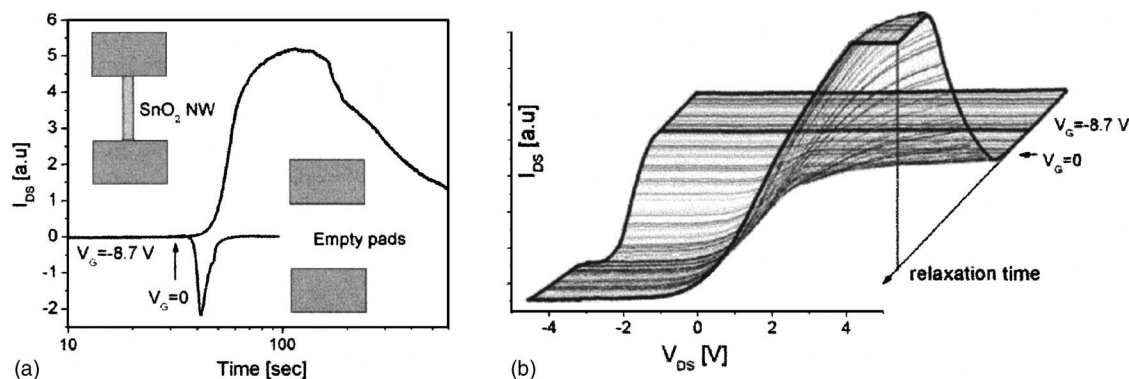 6
5
4
3
2
1
0
-1
-2
I_DS [a.u]
SnO₂ NW
Empty pads
V_G=-8.7 V
V_G=0
10
100
Time [sec]
(a)
I_DS [a.u]
V_G=-8.7 V
V_G=0
relaxation time
-4
-2
0
2
4
V_DS [V]
(b)